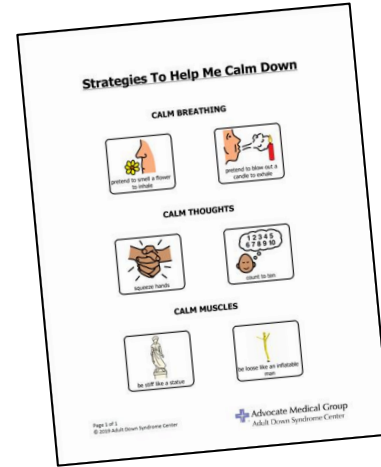 Strategies To Help Me Calm Down
CALM BREATHING
pretend to smell a flower
to inhale
pretend to blow out a
candle to exhale
CALM THOUGHTS
squeeze hands
1 2 3 4 5
6 7 8 9 10
count to ten
CALM MUSCLES
be stiff like a statue
be loose like an inflatable
man
Page 1 of 1
© 2019 Adult Down Syndrome Center
Advocate Medical Group
Adult Down Syndrome Center